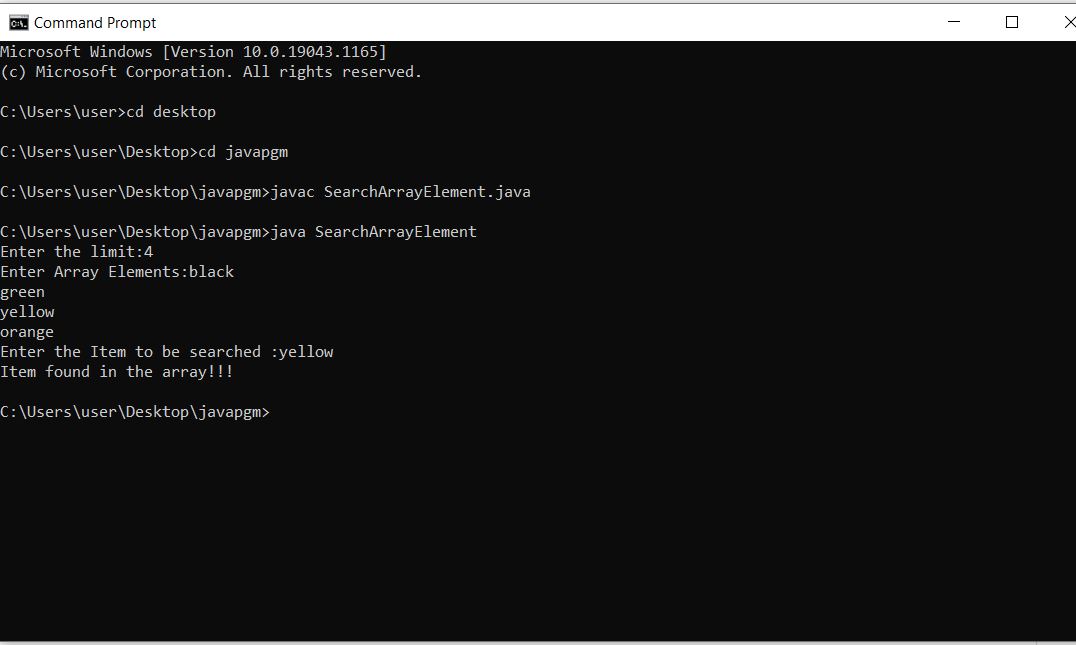 Command Prompt
Microsoft Windows [Version 10.0.19043.1165]
(c) Microsoft Corporation. All rights reserved.
C:\Users\user>cd desktop
C:\Users\user\Desktop>cd javapgm
C:\Users\user\Desktop\javapgm>javac SearchArrayElement.java
C:\Users\user\Desktop\javapgm>java SearchArrayElement
Enter the limit:4
Enter Array Elements:black
green
yellow
orange
Enter the Item to be searched :yellow
Item found in the array!!!
C:\Users\user\Desktop\javapgm>